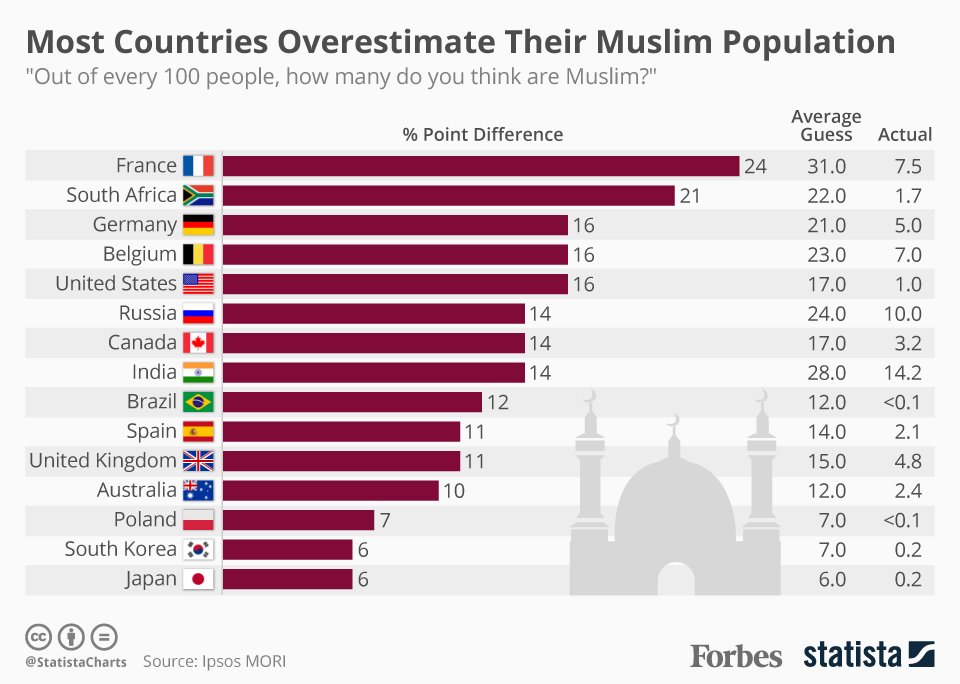 Most Countries Overestimate Their Muslim Population
"Out of every 100 people, how many do you think are Muslim?"
% Point Difference Average Guess Actual
France 24 31.0 7.5
South Africa 21 22.0 1.7
Germany 16 21.0 5.0
Belgium 16 23.0 7.0
United States 16 17.0 1.0
Russia 14 24.0 10.0
Canada 14 17.0 3.2
India 14 28.0 14.2
Brazil 12 12.0 <0.1
Spain 11 14.0 2.1
United Kingdom 11 15.0 4.8
Australia 10 12.0 2.4
Poland 7 7.0 <0.1
South Korea 6 7.0 0.2
Japan 6 6.0 0.2
cc
@StatistaCharts Source: Ipsos MORI
Forbes statista